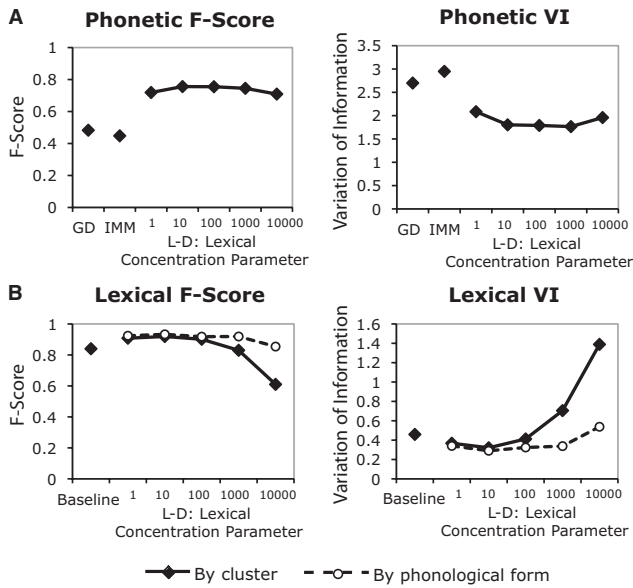 A
Phonetic F-Score
F-Score
1
0.8
0.6
0.4
0.2
0
GD IMM 1 10 100 1000 10000
L-D: Lexical
Concentration Parameter
Phonetic VI
Variation of Information
3.5
3
2.5
2
1.5
1
0.5
0
GD IMM 1 10 100 1000 10000
L-D: Lexical
Concentration Parameter
B
Lexical F-Score
F-Score
1
0.8
0.6
0.4
0.2
0
Baseline 1 10 100 1000 10000
L-D: Lexical
Concentration Parameter
Lexical VI
Variation of Information
1.6
1.4
1.2
1
0.8
0.6
0.4
0.2
0
Baseline 1 10 100 1000 10000
L-D: Lexical
Concentration Parameter
By cluster By phonological form